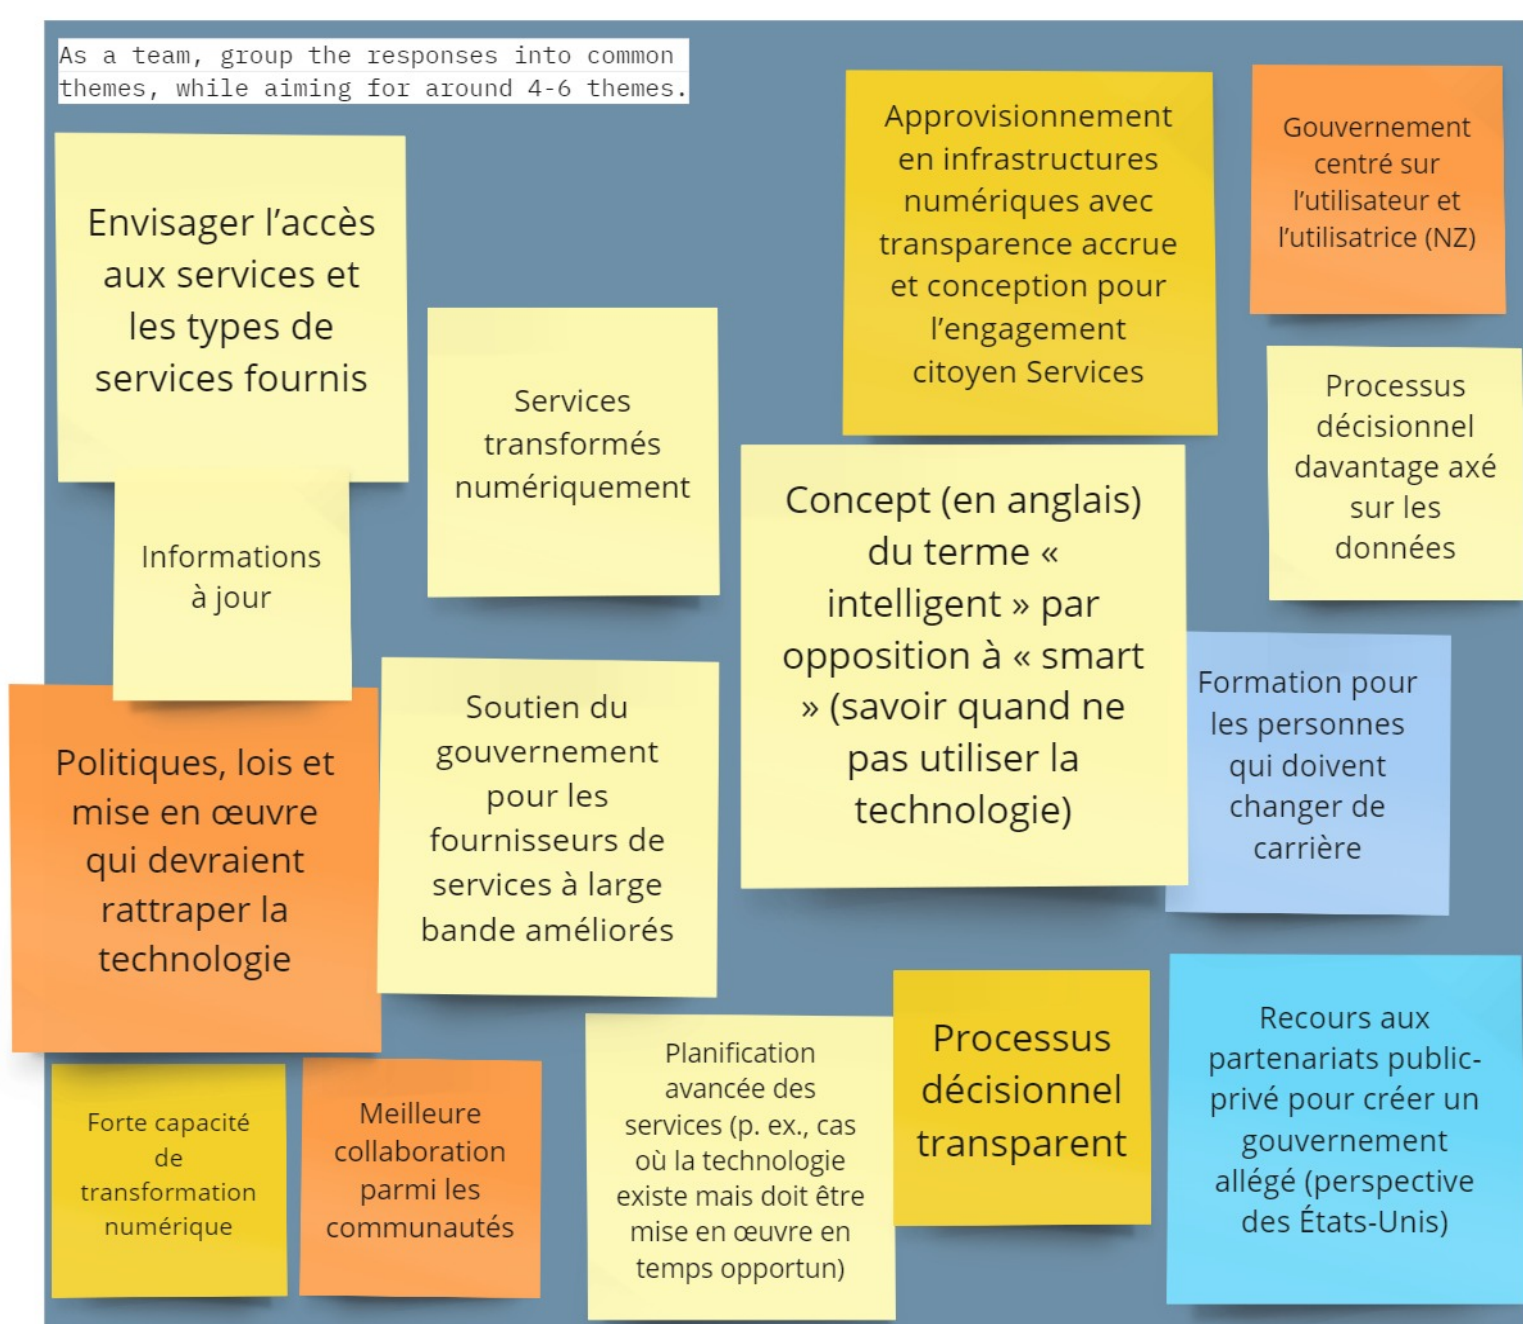 As a team, group the responses into common
themes, while aiming for around 4-6 themes.
Envisager l’accès
aux services et
les types de
services fournis
Services
transformés
numériquement
Approvisionnement
en infrastructures
numériques avec
transparence accrue
et conception pour
l’engagement
citoyen Services
Gouvernement
centré sur
l’utilisateur et
l’utilisatrice (NZ)
Processus
décisionnel
davantage axé
sur les
données
Informations
à jour
Concept (en anglais)
du terme «
intelligent » par
opposition à « smart
» (savoir quand ne
pas utiliser la
technologie)
Politiques, lois et
mise en œuvre
qui devraient
rattraper la
technologie
Soutien du
gouvernement
pour les
fournisseurs de
services à large
bande améliorés
Formation pour
les personnes
qui doivent
changer de
carrière
Forte capacité
de
transformation
numérique
Meilleure
collaboration
parmi les
communautés
Planification
avancée des
services (p. ex., cas
où la technologie
existe mais doit être
mise en œuvre en
temps opportun)
Processus
décisionnel
transparent
Recours aux
partenariats public-
privé pour créer un
gouvernement
allégé (perspective
des États-Unis)